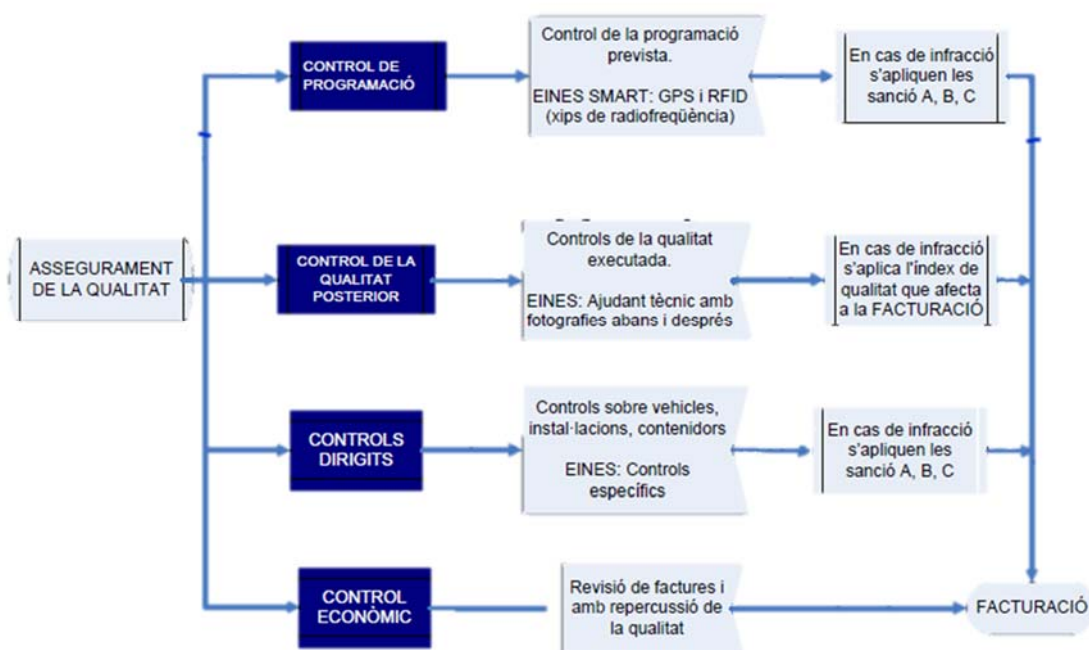 CONTROL DE
PROGRAMACIÓ
Control de la programació
prevista.
EINES SMART: GPS i RFID
(xips de radiofreqüència)
En cas de infracció
s'apliquen les
sanció A, B, C
ASSEGURAMENT
DE LA QUALITAT
CONTROL DE LA
QUALITAT
POSTERIOR
Controls de la qualitat
executada.
EINES: Ajudant tècnic amb
fotografies abans i després
En cas de infracció
s'aplica l'índex de
qualitat que afecta
a la FACTURACIÓ
CONTROLS
DIRIGITS
Controls sobre vehicles,
instal·lacions, contenidors
EINES: Controls
específics
En cas de infracció
s'apliquen les
sanció A, B, C
CONTROL
ECONÒMIC
Revisió de factures i
amb repercussió de
la qualitat
FACTURACIÓ